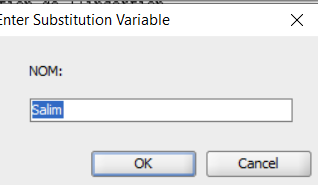 Enter Substitution Variable
NOM:
Salim
OK
Cancel